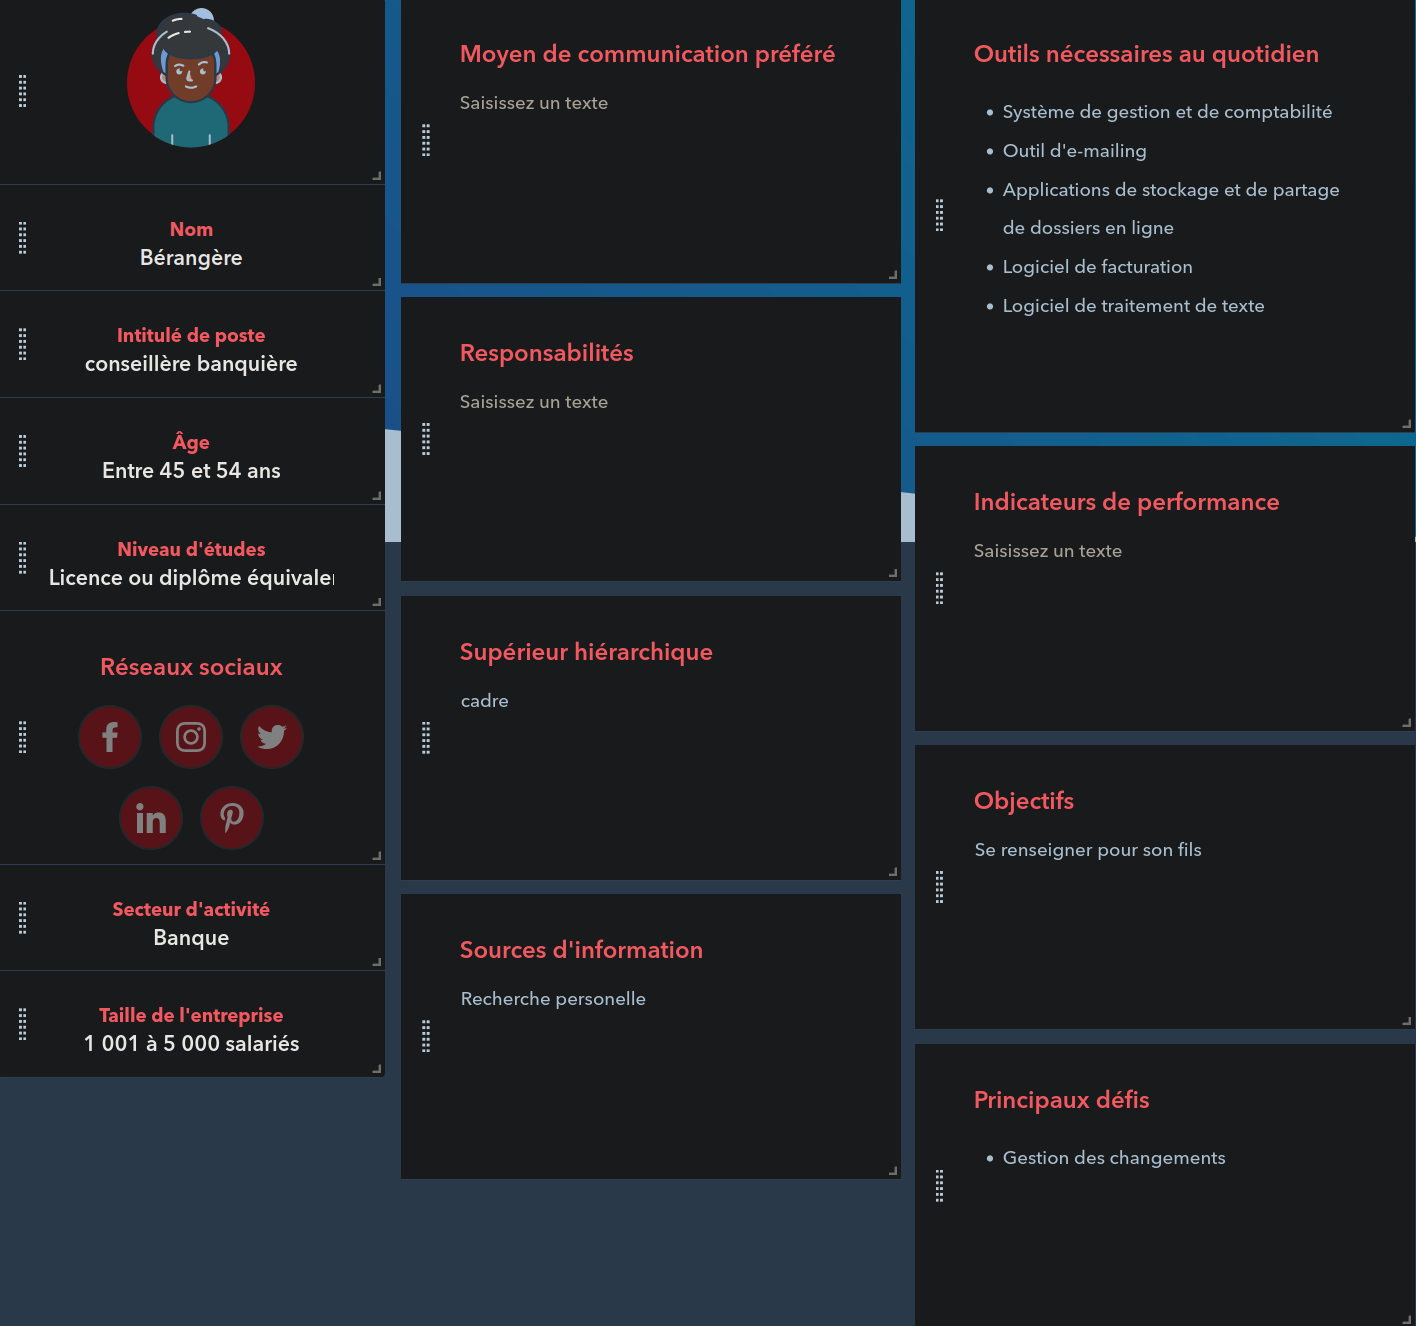 Nom
Bérangère
Intitulé de poste
conseillère banquière
Âge
Entre 45 et 54 ans
Niveau d'études
Licence ou diplôme équivale
Réseaux sociaux
Secteur d'activité
Banque
Taille de l'entreprise
1 001 à 5 000 salariés
Moyen de communication préféré
Saisissez un texte
Responsabilités
Saisissez un texte
Supérieur hiérarchique
cadre
Sources d'information
Recherche personelle
Outils nécessaires au quotidien
• Système de gestion et de comptabilité
• Outil d'e-mailing
• Applications de stockage et de partage
de dossiers en ligne
• Logiciel de facturation
• Logiciel de traitement de texte
Indicateurs de performance
Saisissez un texte
Objectifs
Se renseigner pour son fils
Principaux défis
• Gestion des changements